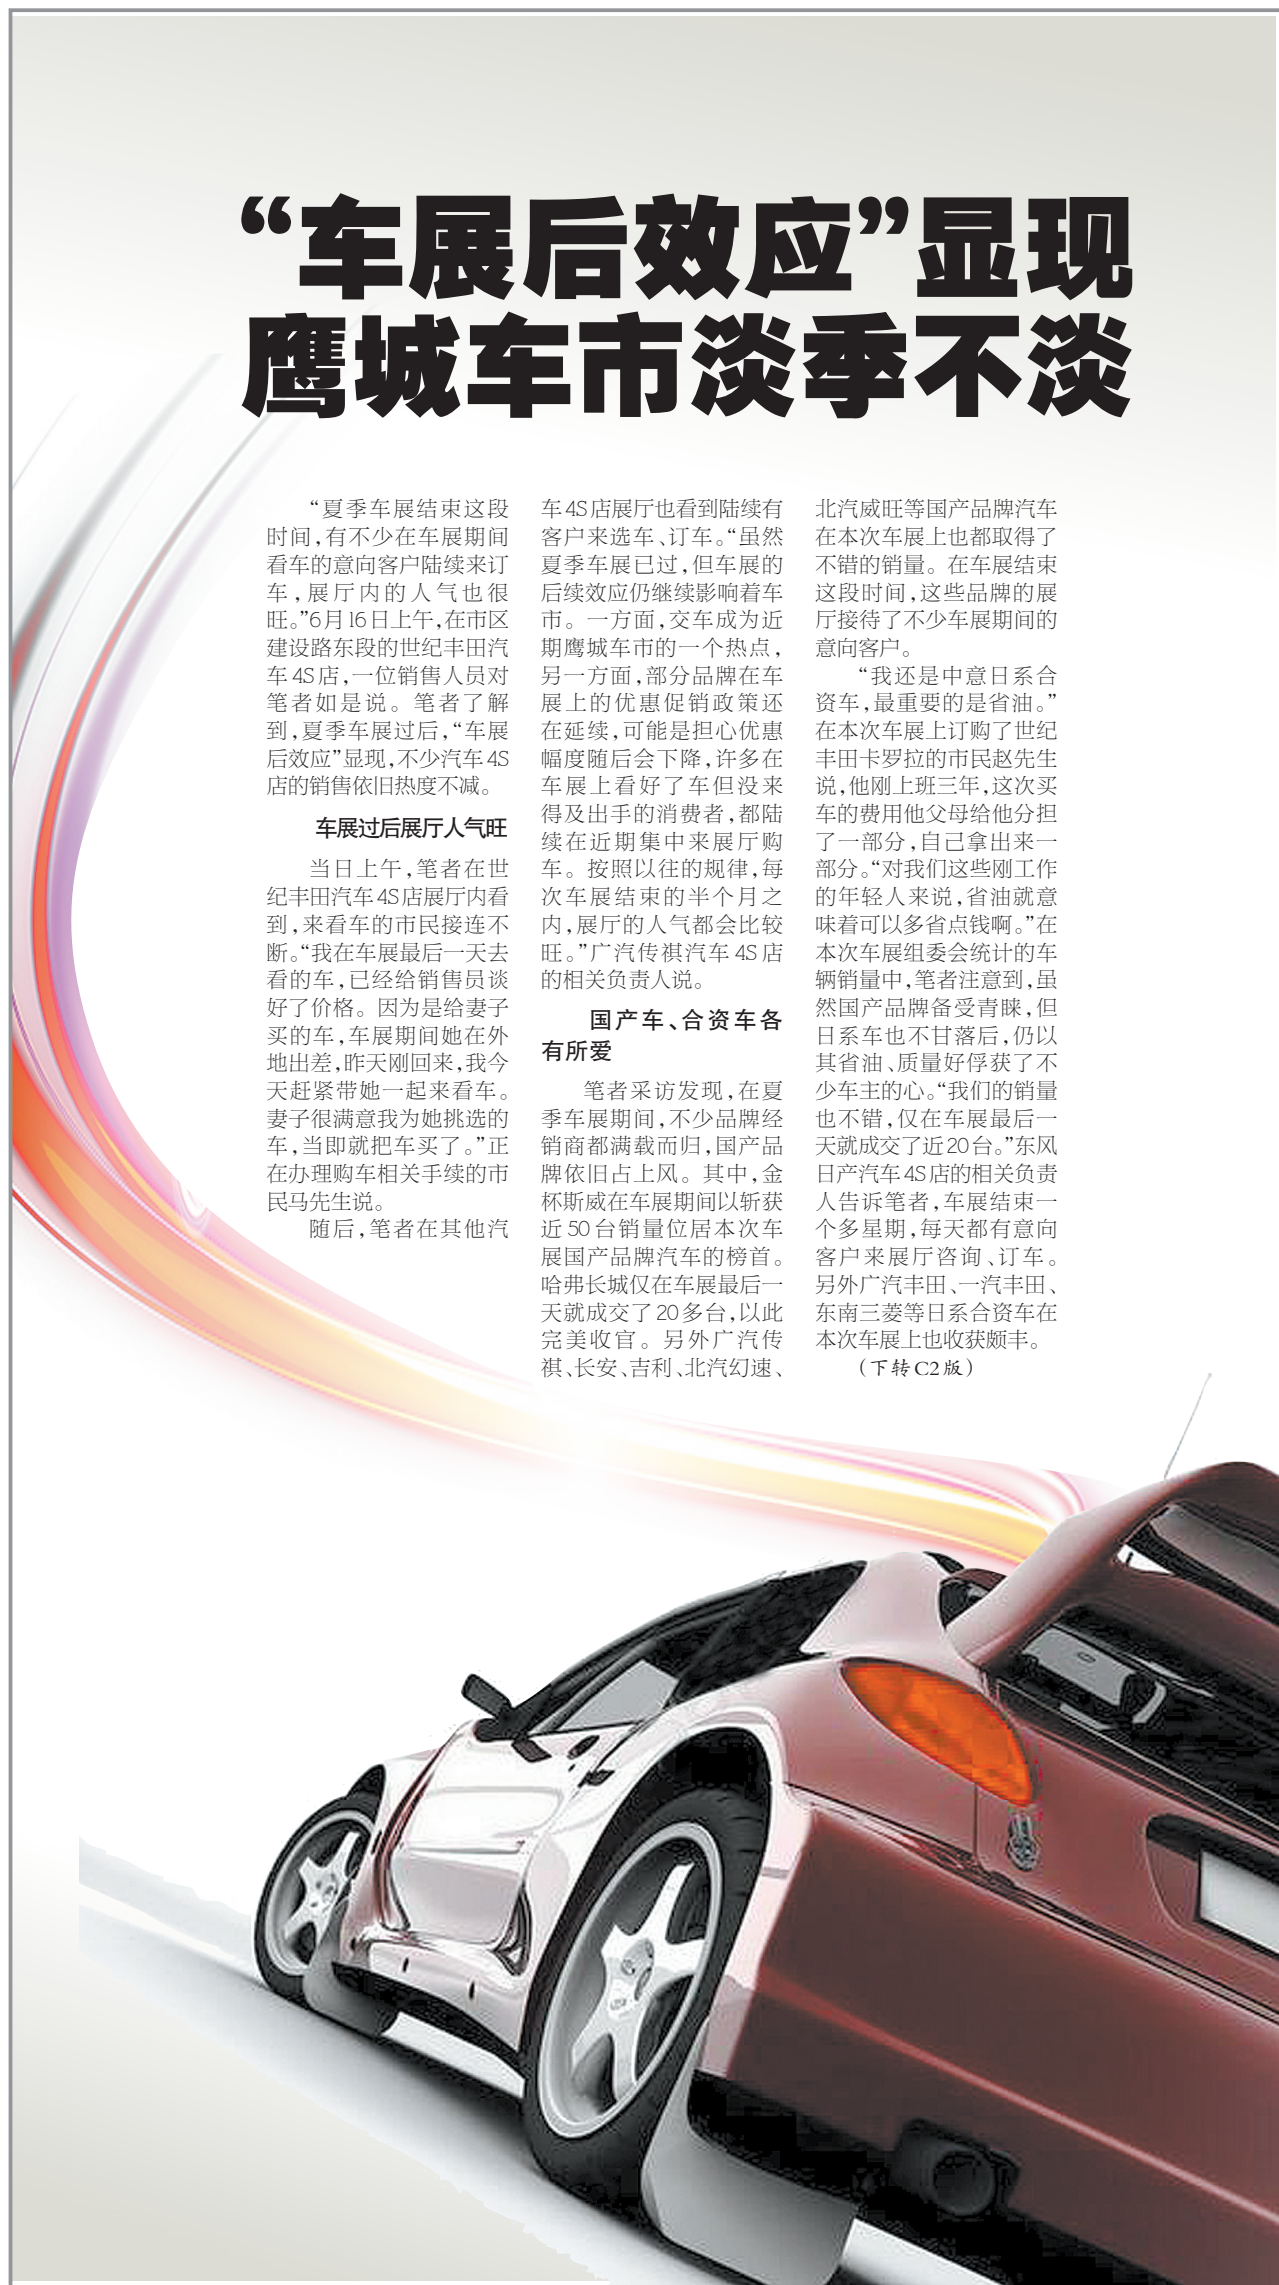 “车展后效应”显现
鹰城车市淡季不淡
“夏季车展结束这段
时间，有不少在车展期间
看车的意向客户陆续来订
车，展厅内的人气也很
旺。”6月16日上午，在市区
建设路东段的世纪丰田汽
车4S店，一位销售人员对
笔者如是说。笔者了解
到，夏季车展过后，“车展
后效应”显现，不少汽车4S
店的销售依旧热度不减。
车展过后展厅人气旺
当日上午，笔者在世
纪丰田汽车4S店展厅内看
到，来看车的市民接连不
断。“我在车展最后一天去
看的车，已经给销售员谈
好了价格。因为是给妻子
买的车，车展期间她在外
地出差，昨天刚回来，我今
天赶紧带她一起来看车。
妻子很满意我为她挑选的
车，当即就把车买了。”正
在办理购车相关手续的市
民马先生说。
随后，笔者在其他汽
车4S店展厅也看到陆续有
客户来选车、订车。“虽然
夏季车展已过，但车展的
后续效应仍继续影响着车
市。一方面，交车成为近
期鹰城车市的一个热点，
另一方面，部分品牌在车
展上的优惠促销政策还
在延续，可能是担心优惠
幅度随后会下降，许多在
车展上看好了车但没来
得及出手的消费者，都陆
续在近期集中来展厅购
车。按照以往的规律，每
次车展结束的半个月之
内，展厅的人气都会比较
旺。”广汽传祺汽车4S店
的相关负责人说。
国产车、合资车各
有所爱
笔者采访发现，在夏
季车展期间，不少品牌经
销商都满载而归，国产品
牌依旧占上风。其中，金
杯斯威在车展期间以斩获
近50台销量位居本次车
展国产品牌汽车的榜首。
哈弗长城仅在车展最后一
天就成交了20多台，以此
完美收官。另外广汽传
祺、长安、吉利、北汽幻速、
北汽威旺等国产品牌汽车
在本次车展上也都取得了
不错的销量。在车展结束
这段时间，这些品牌的展
厅接待了不少车展期间的
意向客户。
“我还是中意日系合
资车，最重要的是省油。”
在本次车展上订购了世纪
丰田卡罗拉的市民赵先生
说，他刚上班三年，这次买
车的费用他父母给他分担
了一部分，自己拿出来一
部分。“对我们这些刚工作
的年轻人来说，省油就意
味着可以多省点钱啊。”在
本次车展组委会统计的车
辆销量中，笔者注意到，虽
然国产品牌备受青睐，但
日系车也不甘落后，仍以
其省油、质量好俘获了不
少车主的心。“我们的销量
也不错，仅在车展最后一
天就成交了近20台。”东风
日产汽车4S店的相关负责
人告诉笔者，车展结束一
个多星期，每天都有意向
客户来展厅咨询、订车。
另外广汽丰田、一汽丰田、
东南三菱等日系合资车在
本次车展上也收获颇丰。
（下转C2版）